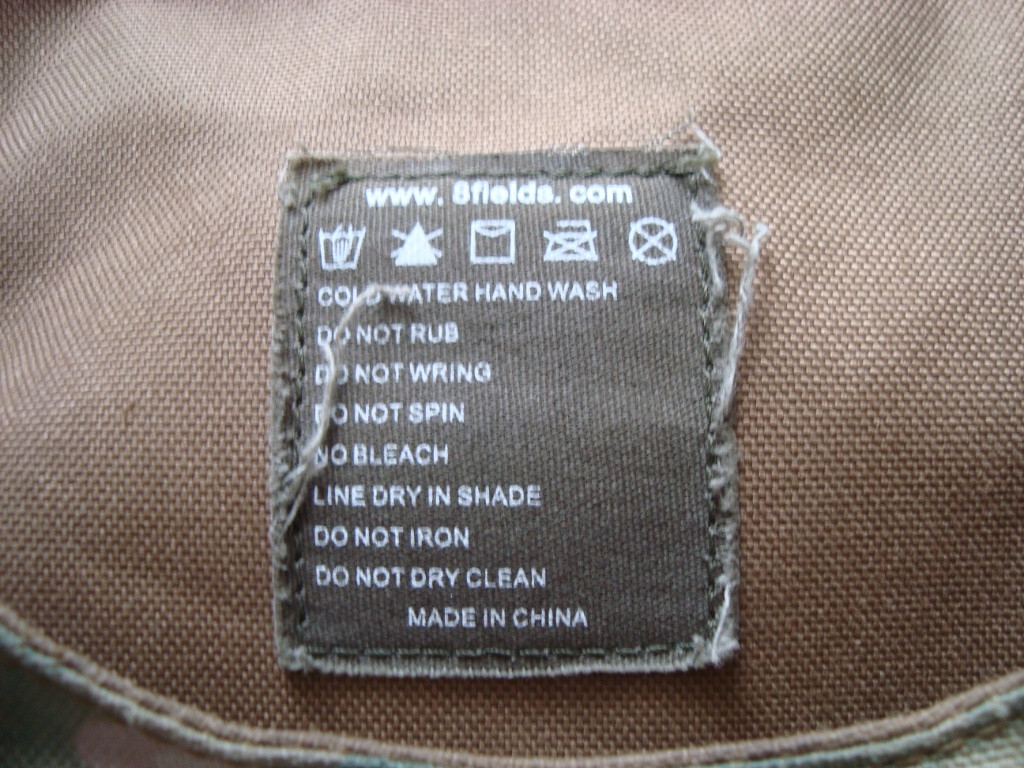 www. 8fields. com
COLD WATER HAND WASH
DO NOT RUB
DO NOT WRING
DO NOT SPIN
NO BLEACH
LINE DRY IN SHADE
DO NOT IRON
DO NOT DRY CLEAN
MADE IN CHINA